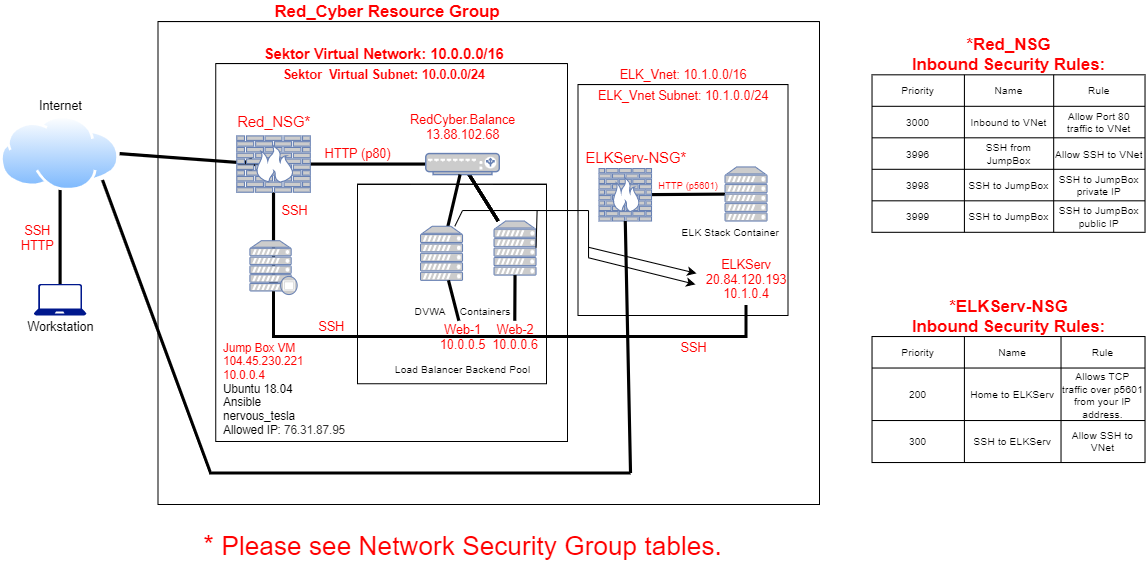 Red_Cyber Resource Group
Sektor Virtual Network: 10.0.0.0/16
Sektor Virtual Subnet: 10.0.0.0/24
ELK_Vnet: 10.1.0.0/16
ELK_Vnet Subnet: 10.1.0.0/24
Internet
Red_NSG*
RedCyber.Balance
13.88.102.68
HTTP (p80)
ELKServ-NSG*
HTTP (p5601)
ELK Stack Container
SSH
SSH
HTTP
Workstation
ELKServ
20.84.120.193
10.1.0.4
DVWA Containers
SSH
Web-1
10.0.0.5
Web-2
10.0.0.6
SSH
Load Balancer Backend Pool
Jump Box VM
104.45.230.221
10.0.0.4
Ubuntu 18.04
Ansible
nervous_tesla
Allowed IP: 76.31.87.95
* Please see Network Security Group tables.
*Red_NSG
Inbound Security Rules:
Priority Name Rule
3000 Inbound to VNet Allow Port 80
traffic to VNet
3996 SSH from
JumpBox Allow SSH to VNet
3998 SSH to JumpBox SSH to JumpBox
private IP
3999 SSH to JumpBox SSH to JumpBox
public IP
*ELKServ-NSG
Inbound Security Rules:
Priority Name Rule
200 Home to ELKServ Allows TCP
traffic over p5601
from your IP
address.
300 SSH to ELKServ Allow SSH to
VNet